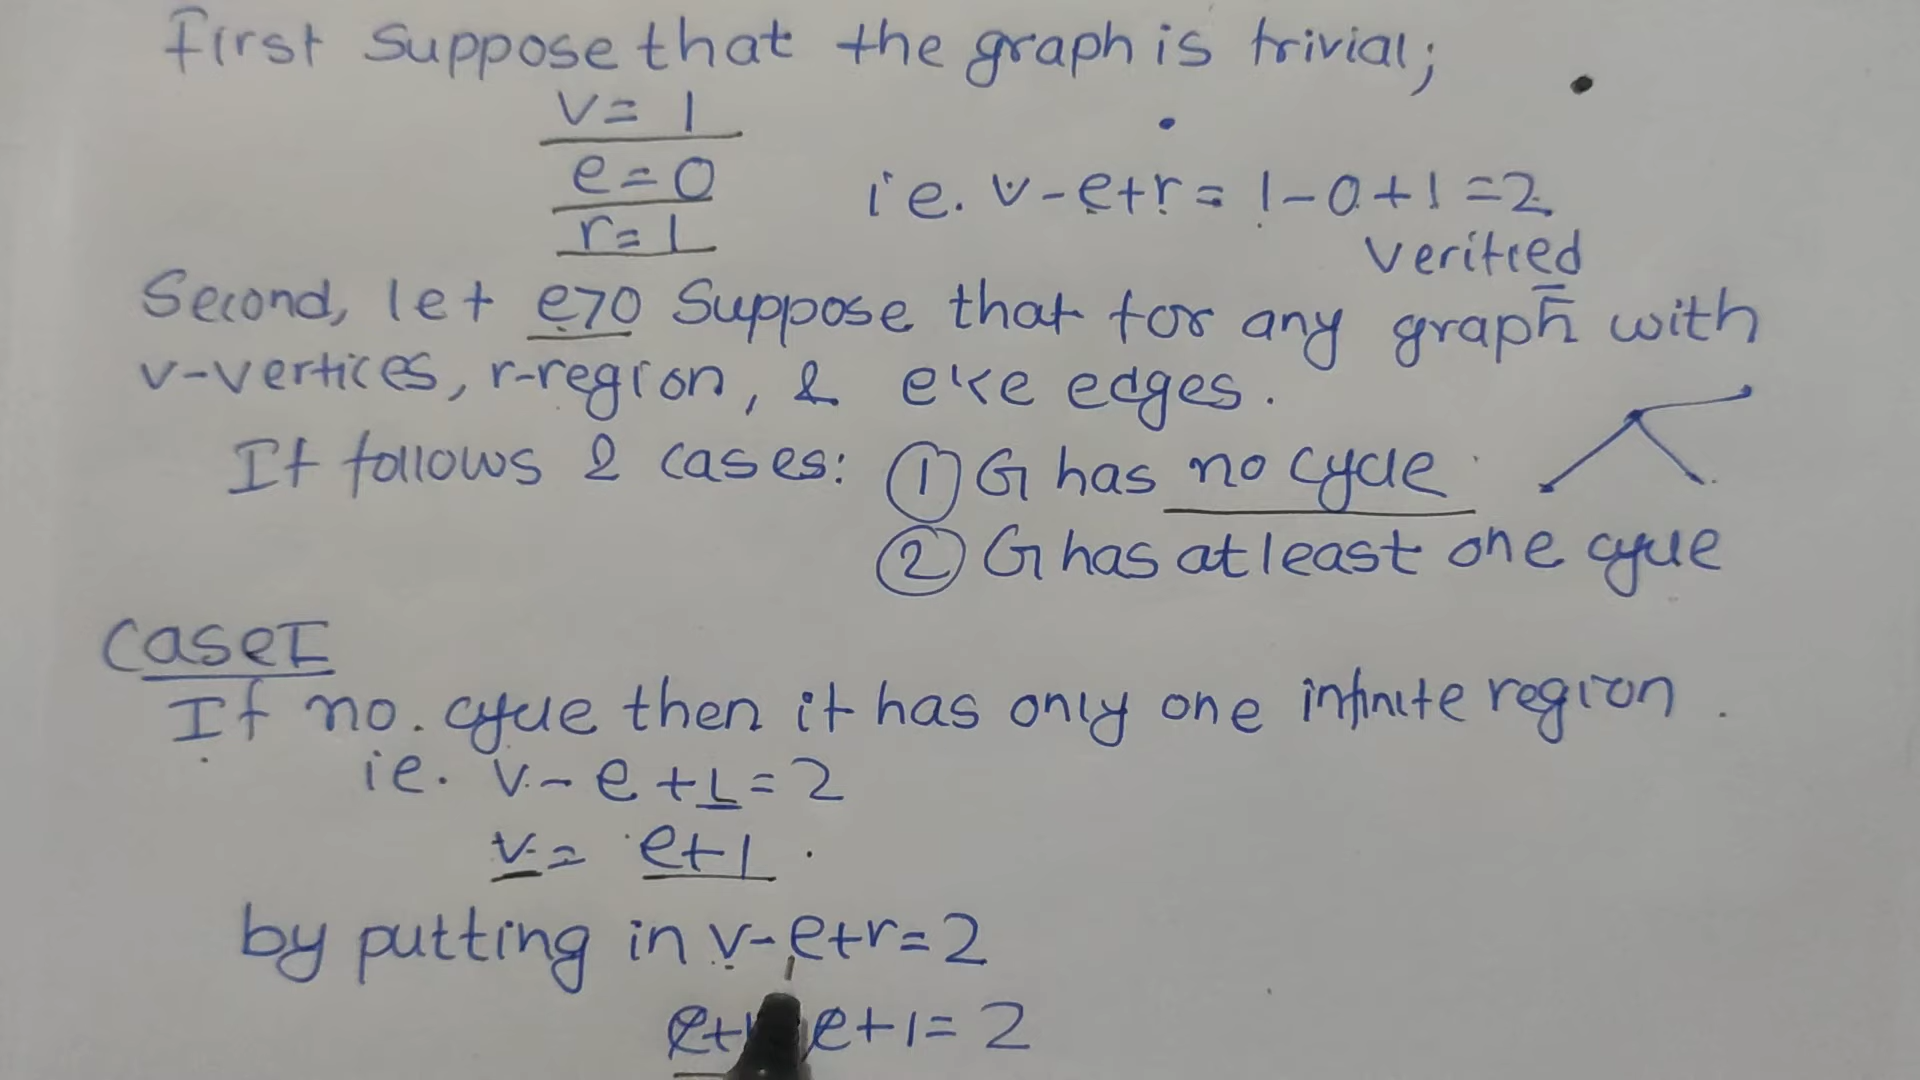 First suppose that the graph is trivial;
v = 1
e = 0
r = 1
ie. v - e + r = 1 - 0 + 1 = 2
verified
Second, let e>0 Suppose that for any graph with
v-vertices, r-region, & e'<e edges.
It follows 2 cases: ① G has no cycle
② G has atleast one cycle
Case I
If no. cycle then it has only one infinite region.
ie. v - e + 1 = 2
v = e+1
by putting in v - e + r = 2
e + e + 1 = 2